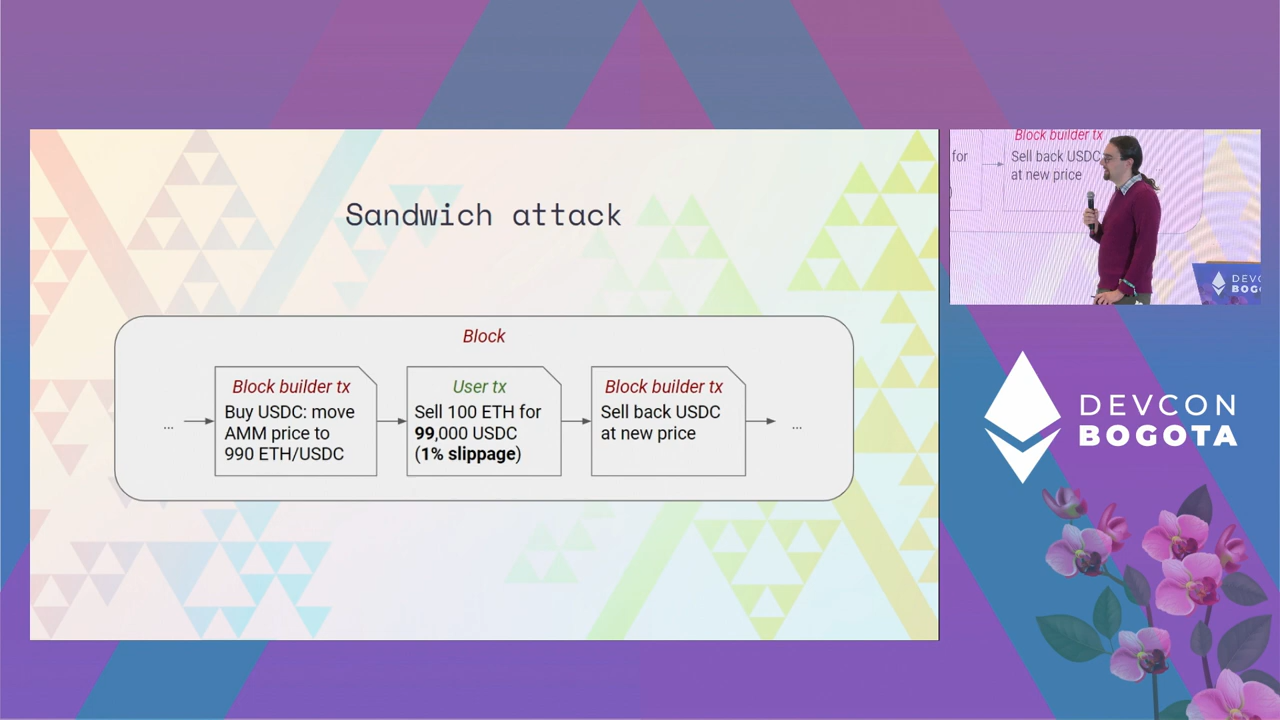 Sandwich attack
Block
Block builder tx
Buy USDC: move
AMM price to
990 ETH/USDC
User tx
Sell 100 ETH for
99,000 USDC
(1% slippage)
Block builder tx
Sell back USDC
at new price
...
...
Block builder tx
for
Sell back USDC
at new price
DEVC
BOG
DEVCON
BOGOTA